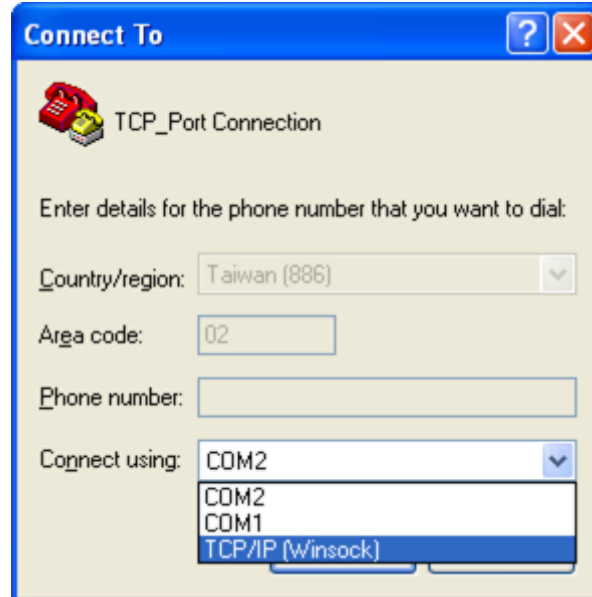 Connect To
TCP_Port Connection
Enter details for the phone number that you want to dial:
Country/region: Taiwan (886)
Area code: 02
Phone number:
Connect using: COM2
COM2
COM1
TCP/IP (Winsock)